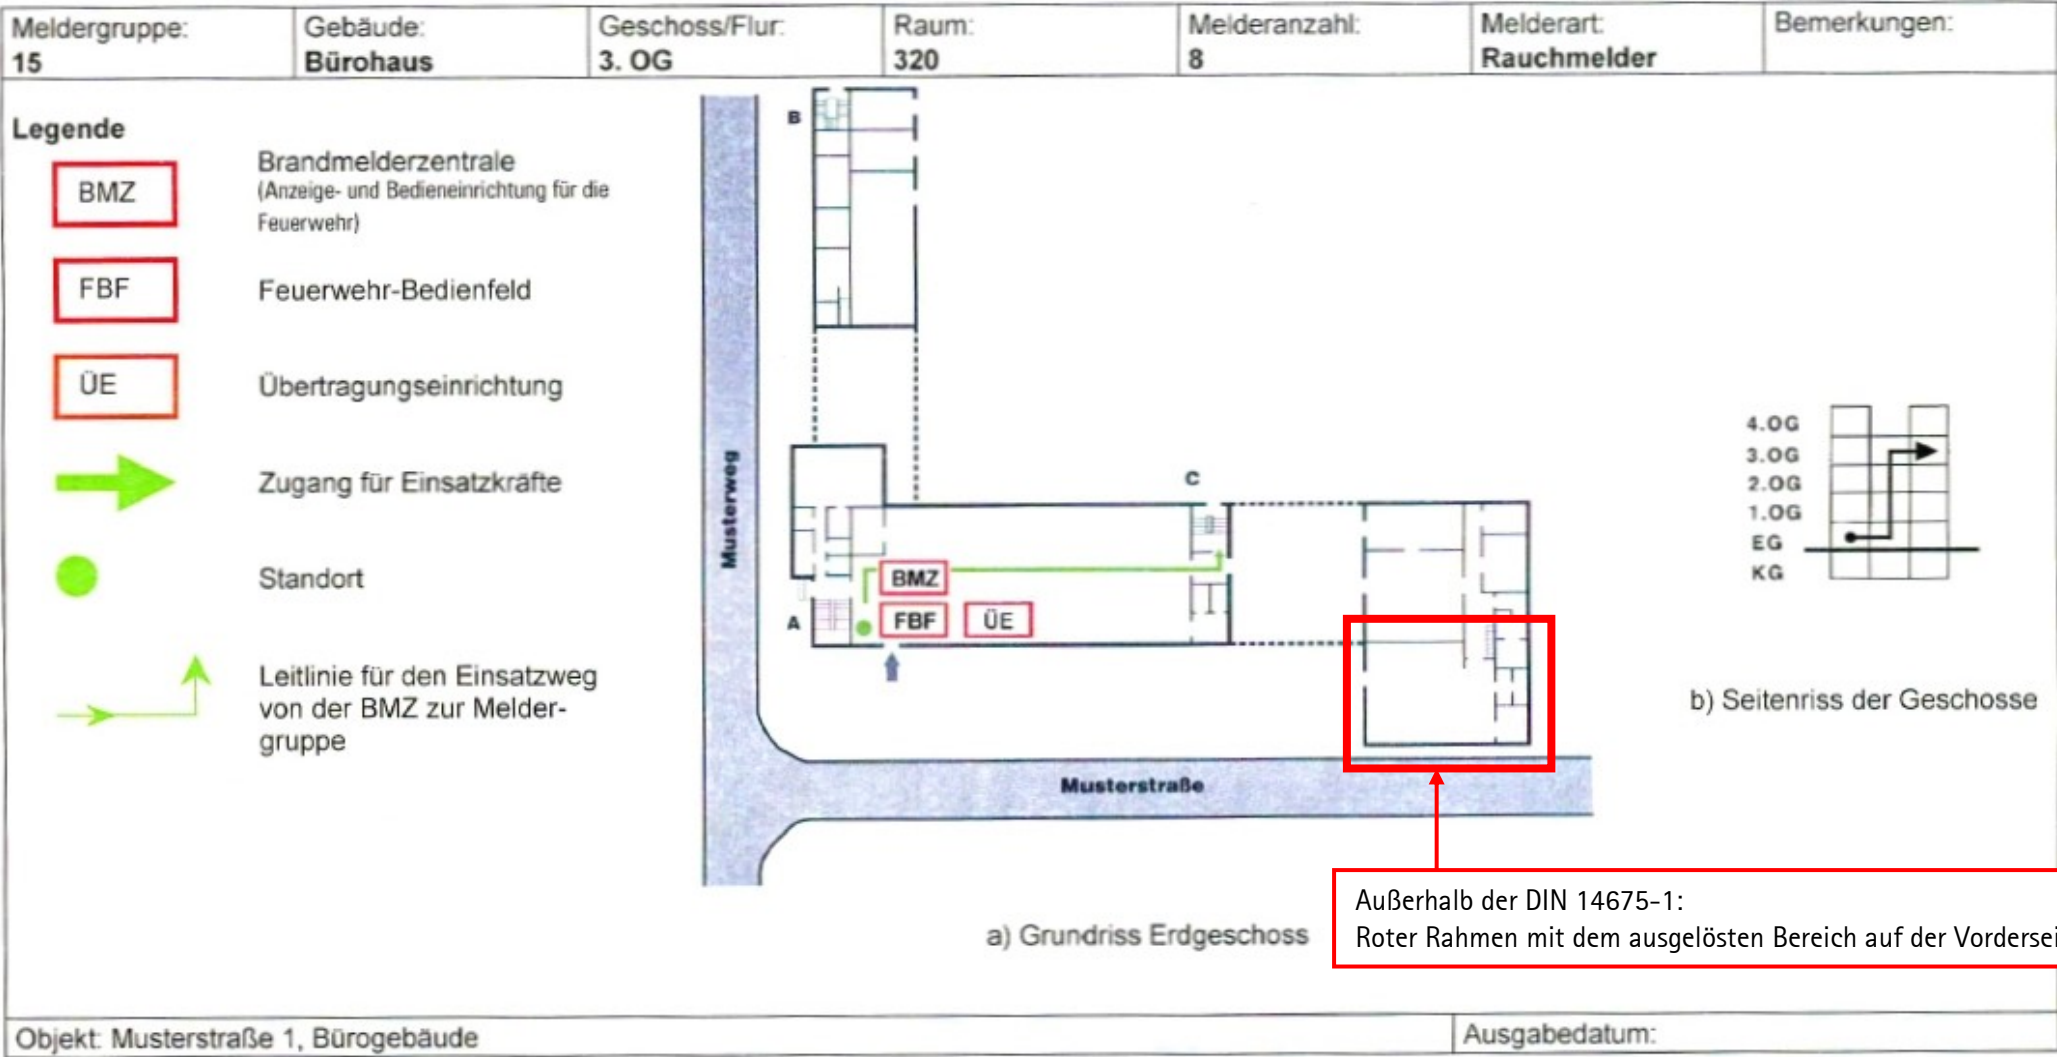 Meldergruppe:
15
Gebäude:
Bürohaus
Geschoss/Flur:
3. OG
Raum:
320
Melderanzahl:
8
Melderart:
Rauchmelder
Bemerkungen:
Legende
BMZ
Brandmelderzentrale
(Anzeige- und Bedieneinrichtung für die
Feuerwehr)
FBF
Feuerwehr-Bedienfeld
ÜE
Übertragungseinrichtung
Zugang für Einsatzkräfte
Standort
Leitlinie für den Einsatzweg
von der BMZ zur Melder-
gruppe
B
Musterweg
C
BMZ
A
FBF
ÜE
Musterstraße
4.OG
3.OG
2.OG
1.OG
EG
KG
b) Seitenriss der Geschosse
a) Grundriss Erdgeschoss
Außerhalb der DIN 14675-1:
Roter Rahmen mit dem ausgelösten Bereich auf der Vordersei
Objekt: Musterstraße 1, Bürogebäude
Ausgabedatum: